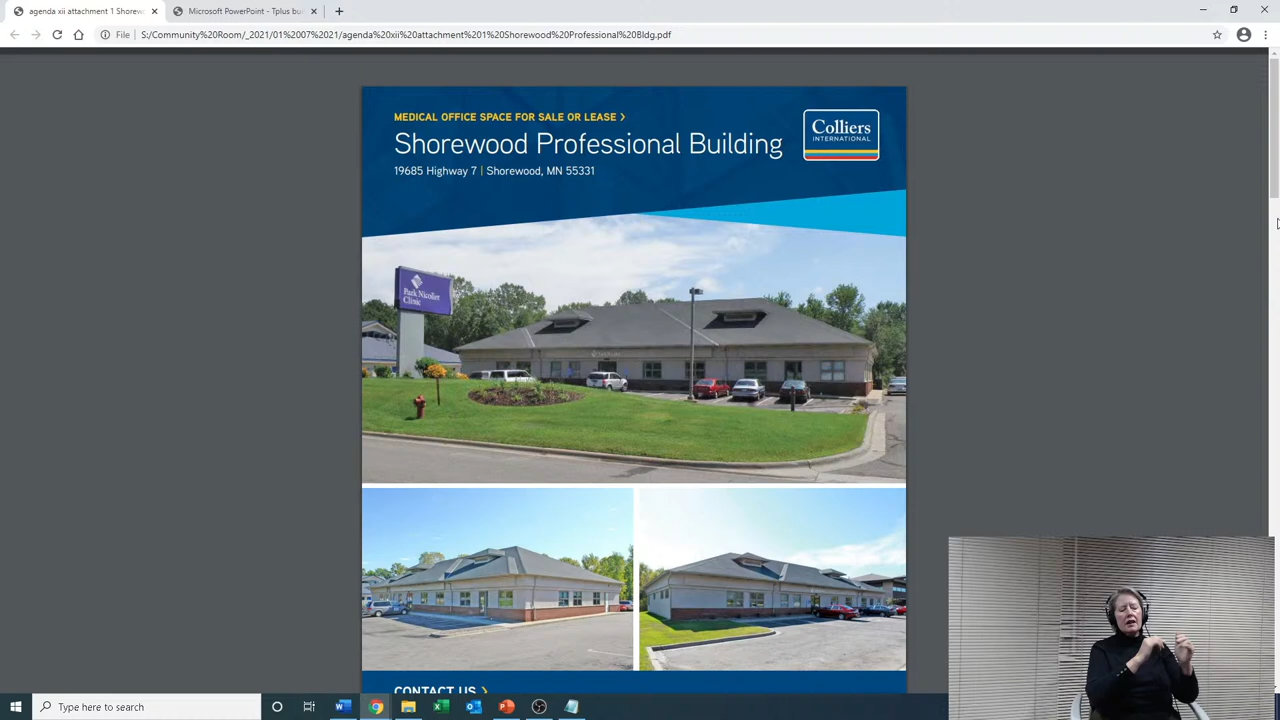 agenda xii attachment 1 Shorew
Microsoft PowerPoint - Tplus bui
File
S:/Community%20Room/_2021/01%2007%2021/agenda%20xii%20attachment%201%20Shorewood%20Professional%20Bldg.pdf
MEDICAL OFFICE SPACE FOR SALE OR LEASE >
Shorewood Professional Building
19685 Highway 7 | Shorewood, MN 55331
Colliers
INTERNATIONAL
Park Nicollet
Clinic
CONTACT US >
Type here to search